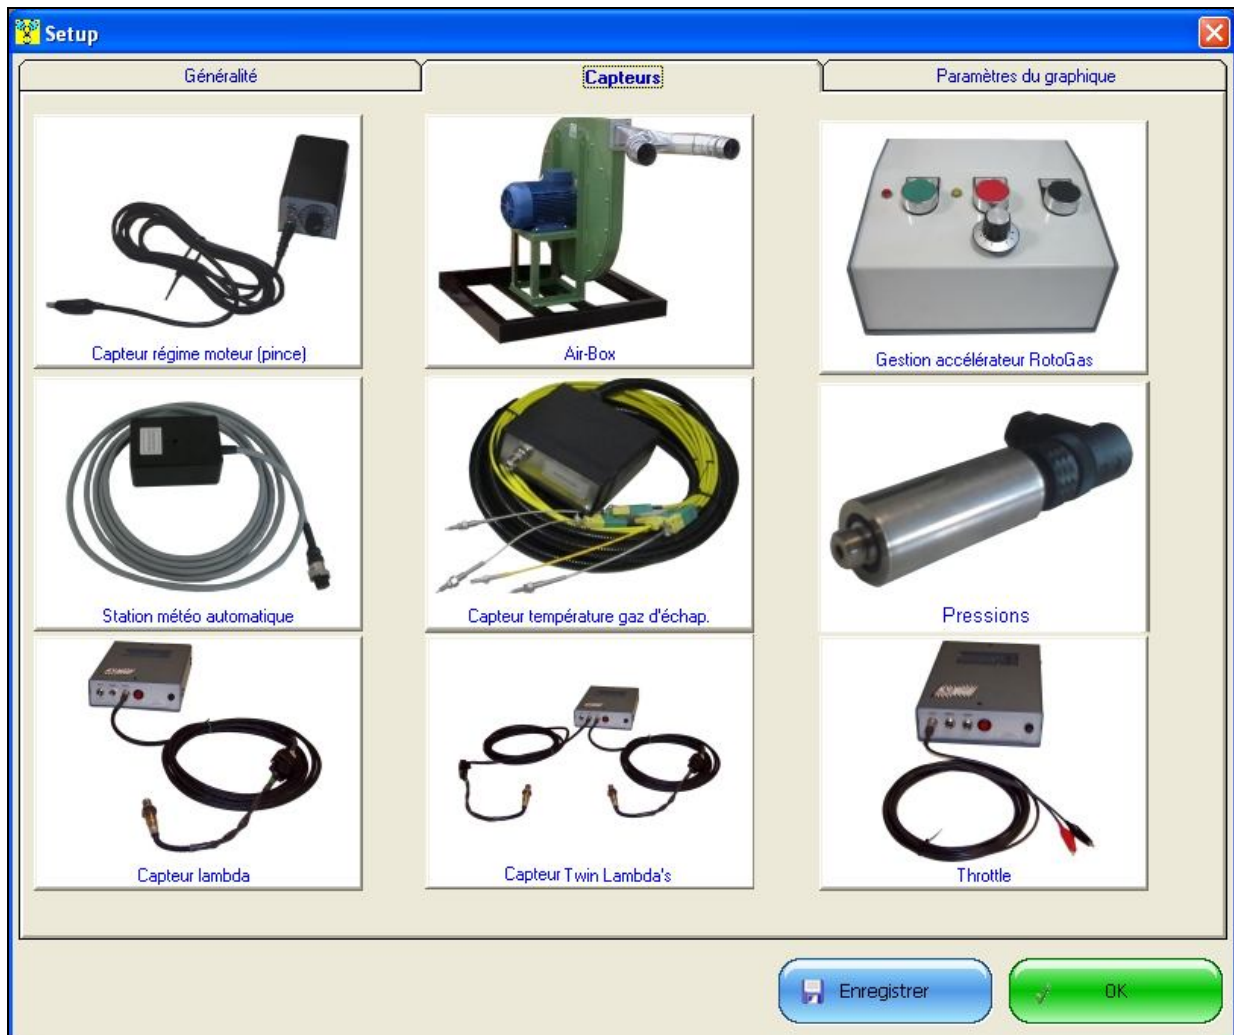 Setup
Généralité
Capteurs
Paramètres du graphique
Capteur régime moteur (pince)
Air-Box
Gestion accélérateur RotoGas
Station météo automatique
Capteur température gaz d'échap.
Pressions
Capteur lambda
Capteur Twin Lambda's
Throttle
Enregistrer
OK